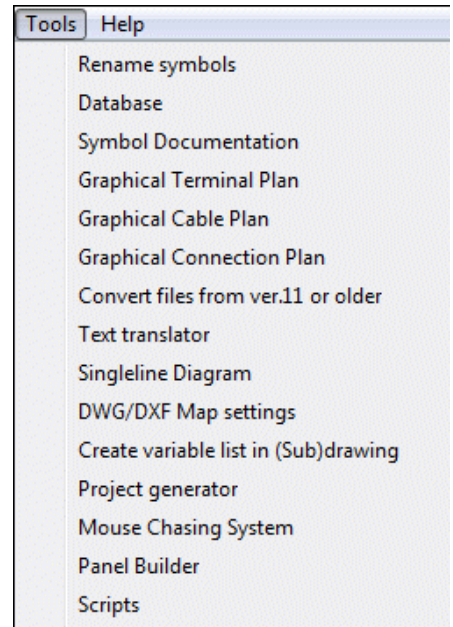 Tools Help
Rename symbols
Database
Symbol Documentation
Graphical Terminal Plan
Graphical Cable Plan
Graphical Connection Plan
Convert files from ver.11 or older
Text translator
Singleline Diagram
DWG/DXF Map settings
Create variable list in (Sub)drawing
Project generator
Mouse Chasing System
Panel Builder
Scripts